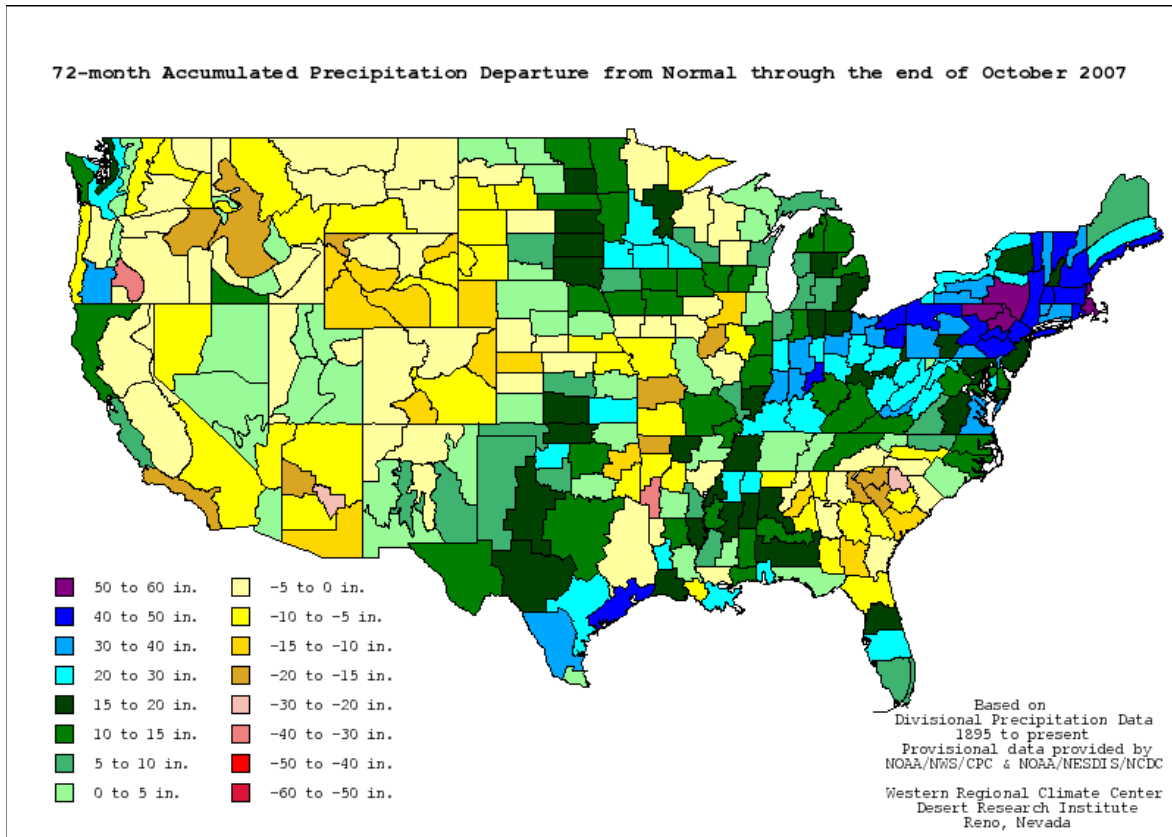 72-month Accumulated Precipitation Departure from Normal through the end of October 2007
50 to 60 in.
40 to 50 in.
30 to 40 in.
20 to 30 in.
15 to 20 in.
10 to 15 in.
5 to 10 in.
0 to 5 in.
-5 to 0 in.
-10 to -5 in.
-15 to -10 in.
-20 to -15 in.
-30 to -20 in.
-40 to -30 in.
-50 to -40 in.
-60 to -50 in.
Based on
Divisional Precipitation Data
1895 to present
Provisional data provided by
NOAA/NWS/CPC & NOAA/NESDIS/NCDC
Western Regional Climate Center
Desert Research Institute
Reno, Nevada